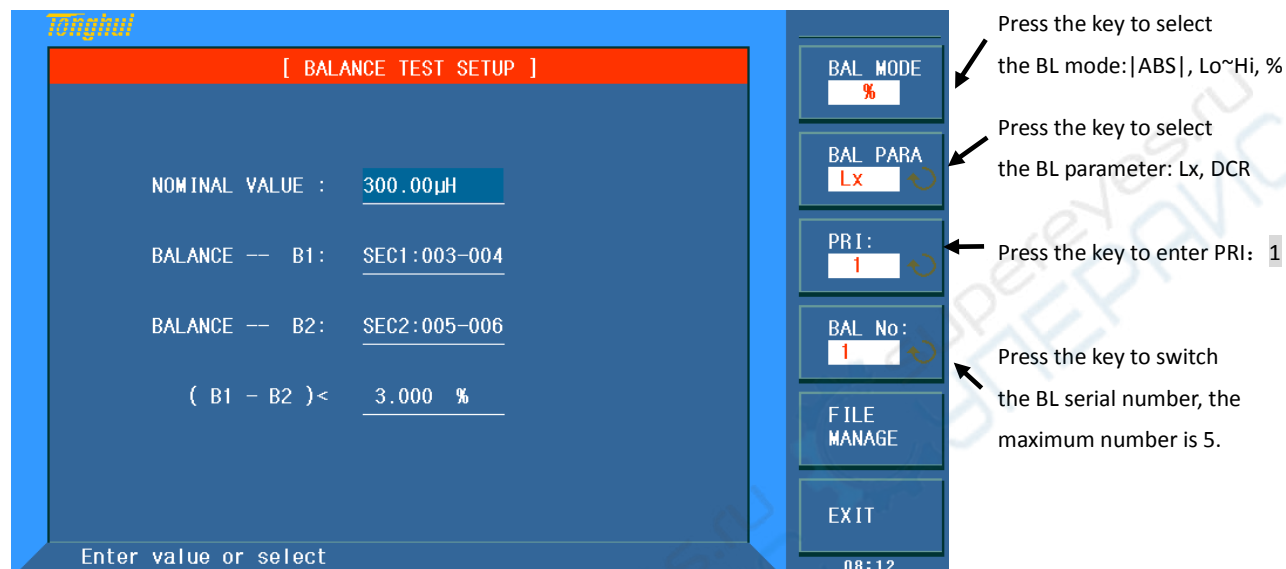 Tonghui
[ BALANCE TEST SETUP ]
NOMINAL VALUE : 300.00µH
BALANCE -- B1: SEC1:003-004
BALANCE -- B2: SEC2:005-006
( B1 - B2 )< 3.000 %
Enter value or select
BAL MODE
%
BAL PARA
Lx
PRI:
1
BAL No:
1
FILE
MANAGE
EXIT
08:12
Press the key to select
the BL mode:|ABS|, Lo~Hi, %
Press the key to select
the BL parameter: Lx, DCR
Press the key to enter PRI： 1
Press the key to switch
the BL serial number, the
maximum number is 5.